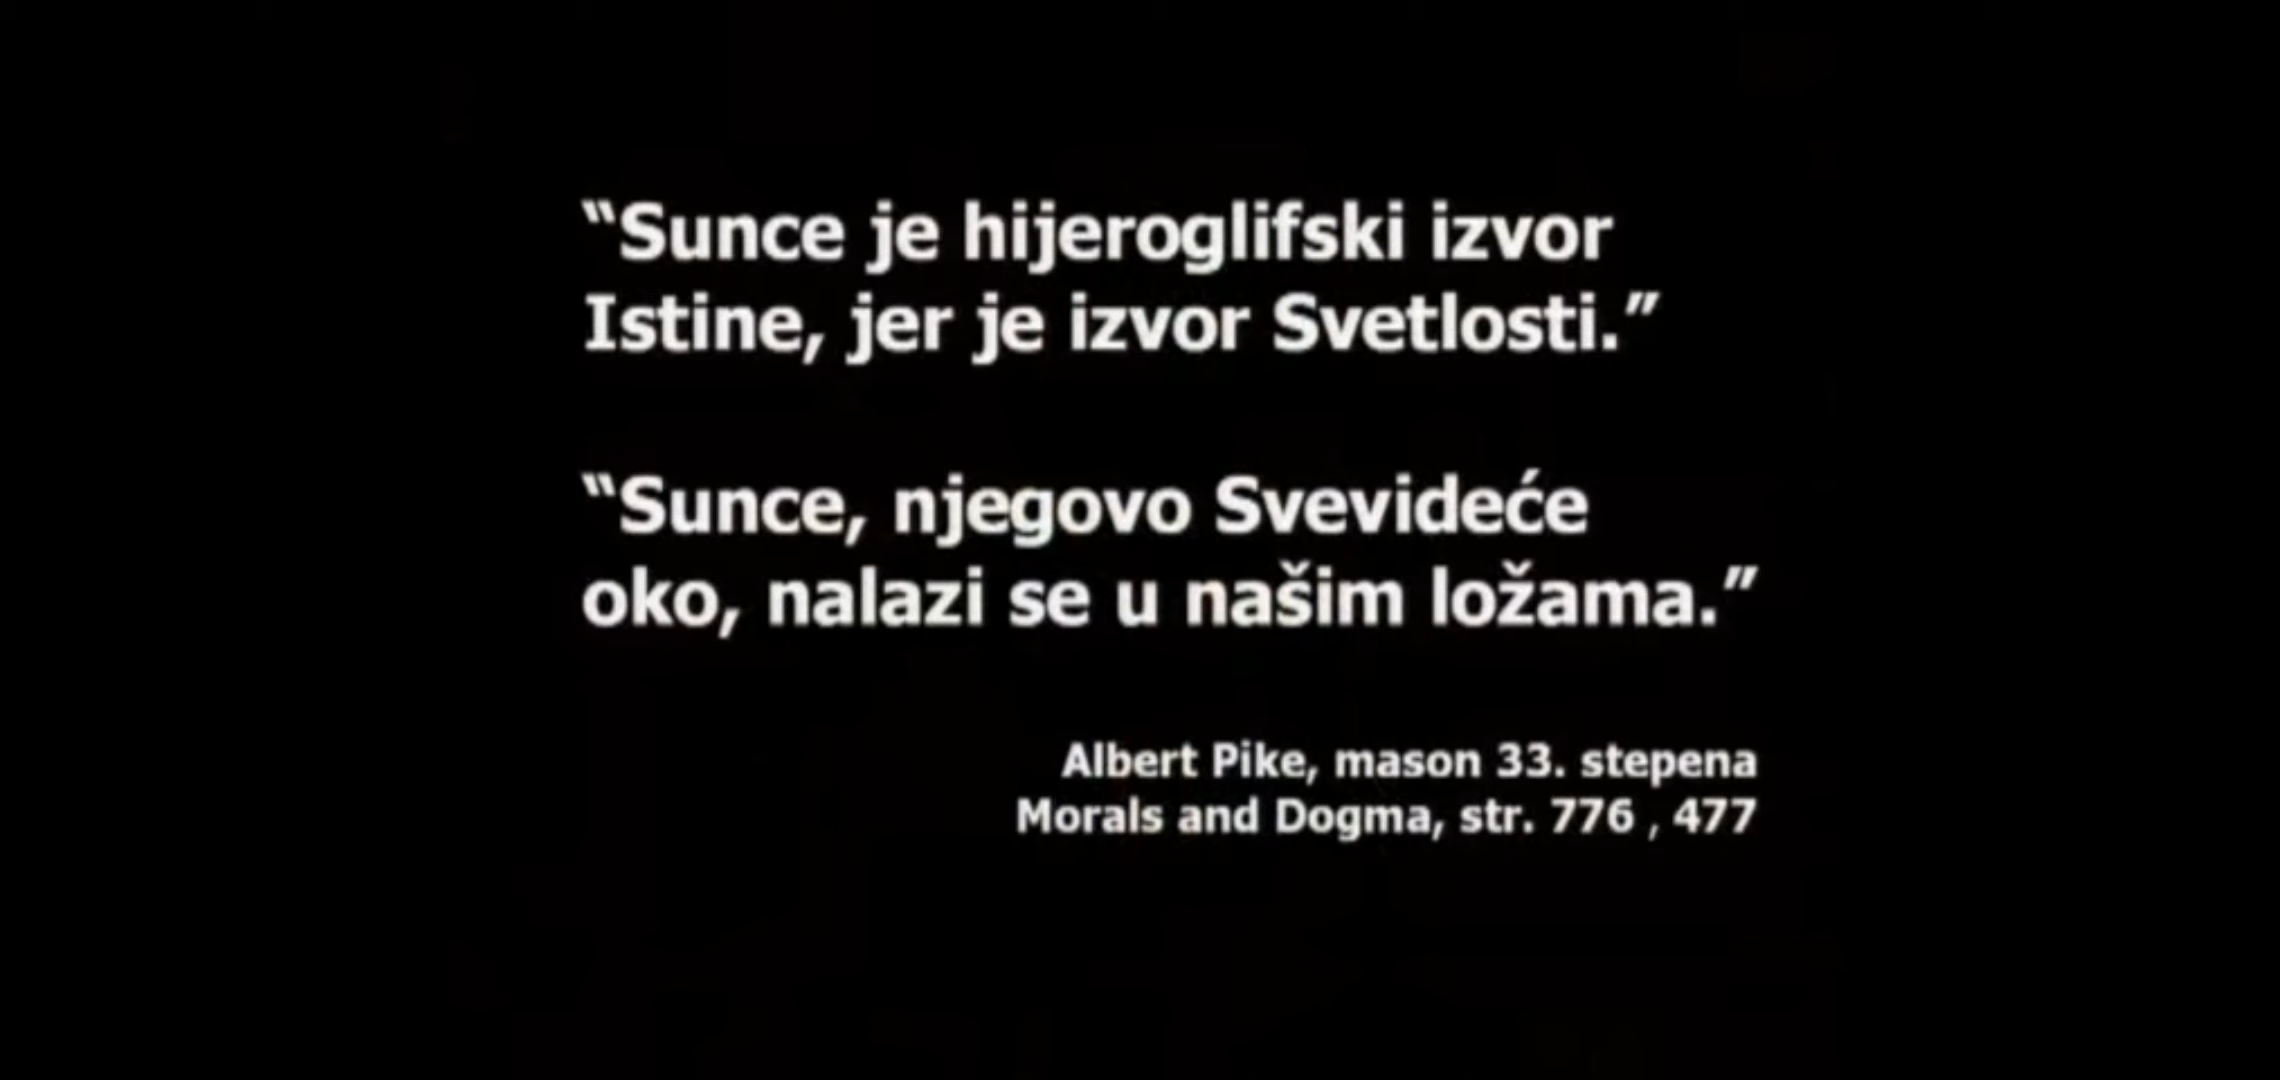 “Sunce je hijeroglifski izvor
Istine, jer je izvor Svetlosti.”
“Sunce, njegovo Svevideće
oko, nalazi se u našim ložama.”
Albert Pike, mason 33. stepena
Morals and Dogma, str. 776 , 477